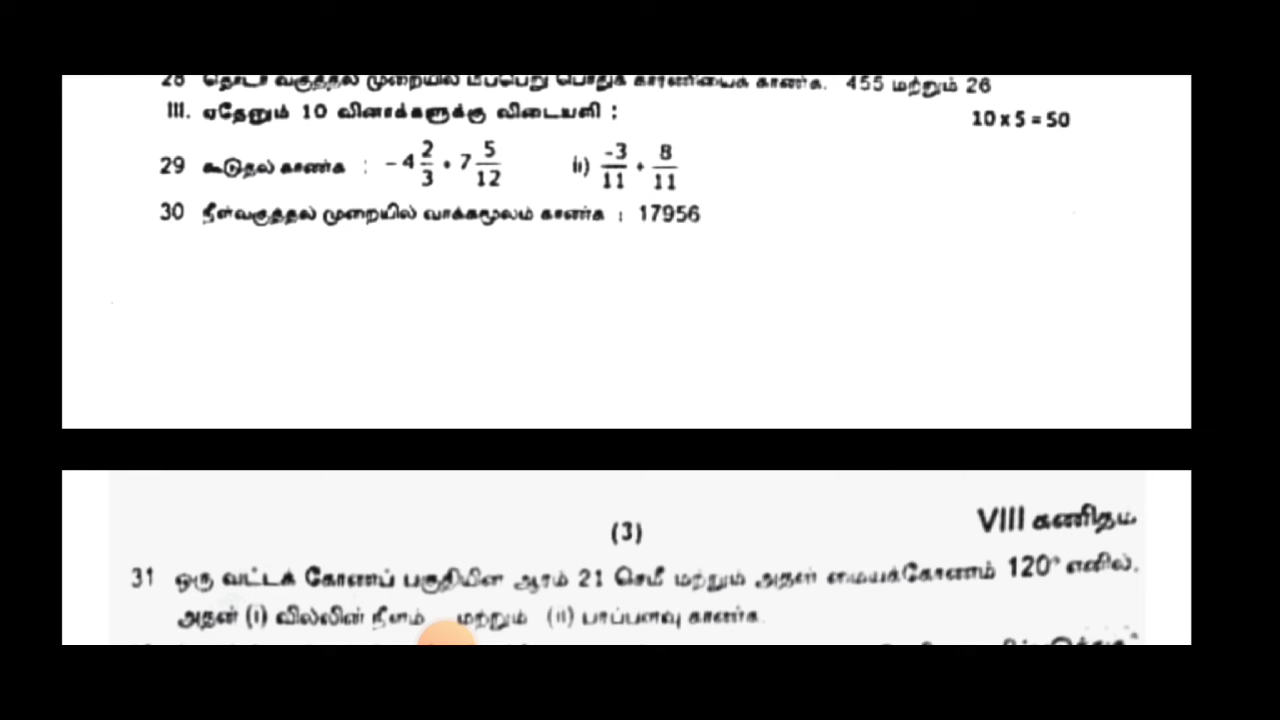 28 தொடர் வகுத்தல் முறையில் மீப்பெறு பொதுக் காரணியைக் காண்க. 455 மற்றும் 26
III. ஏதேனும் 10 வினாக்களுக்கு விடையளி : 10 x 5 = 50
29 கூடுதல் காண்க : - 4 2/3 + 7 5/12 ii) -3/11 + 8/11
30 நீள்வகுத்தல் முறையில் வர்க்கமூலம் காண்க : 17956
(3) VIII கணிதம்
31 ஒரு வட்டக் கோணப் பகுதியின் ஆரம் 21 செமீ மற்றும் அதன் மையக்கோணம் 120° எனில்,
அதன் (i) வில்லின் நீளம் மற்றும் (ii) பரப்பளவு காண்க.